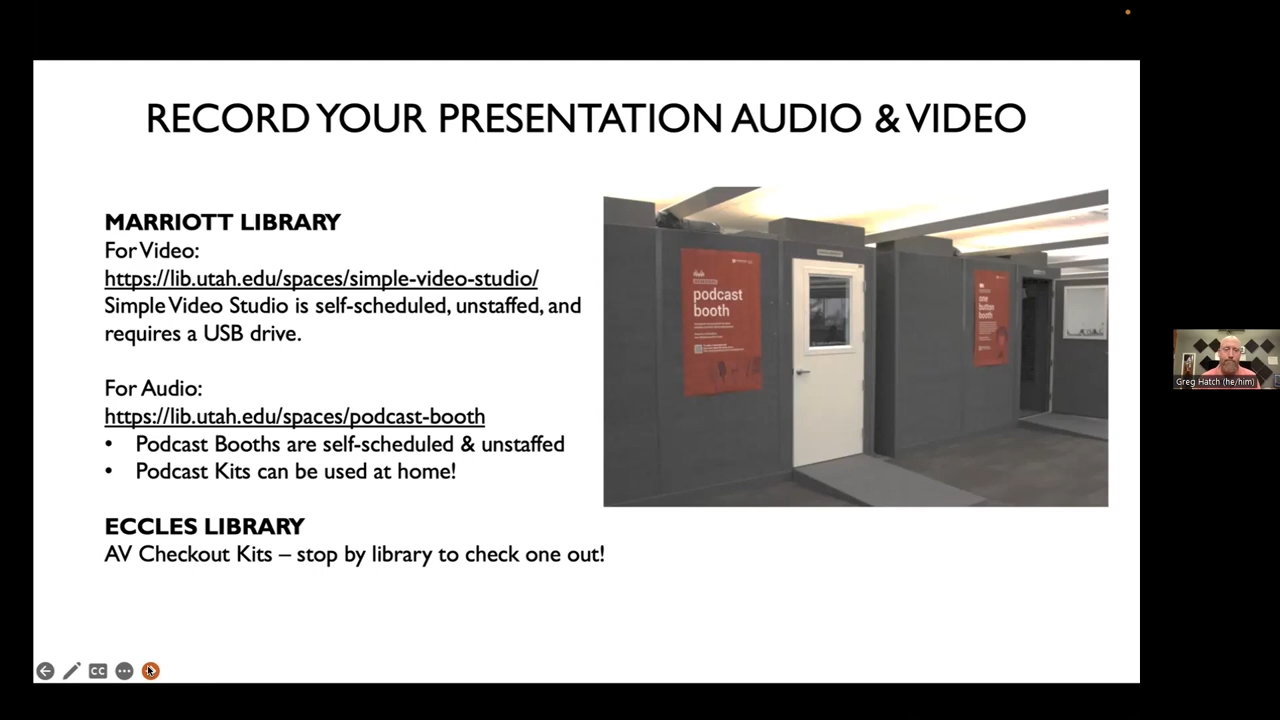 RECORD YOUR PRESENTATION AUDIO & VIDEO
MARRIOTT LIBRARY
For Video:
https://lib.utah.edu/spaces/simple-video-studio/
Simple Video Studio is self-scheduled, unstaffed, and
requires a USB drive.
For Audio:
https://lib.utah.edu/spaces/podcast-booth
• Podcast Booths are self-scheduled & unstaffed
• Podcast Kits can be used at home!
ECCLES LIBRARY
AV Checkout Kits – stop by library to check one out!
podcast
booth
one
button
booth
Greg Hatch (he/him)
CC